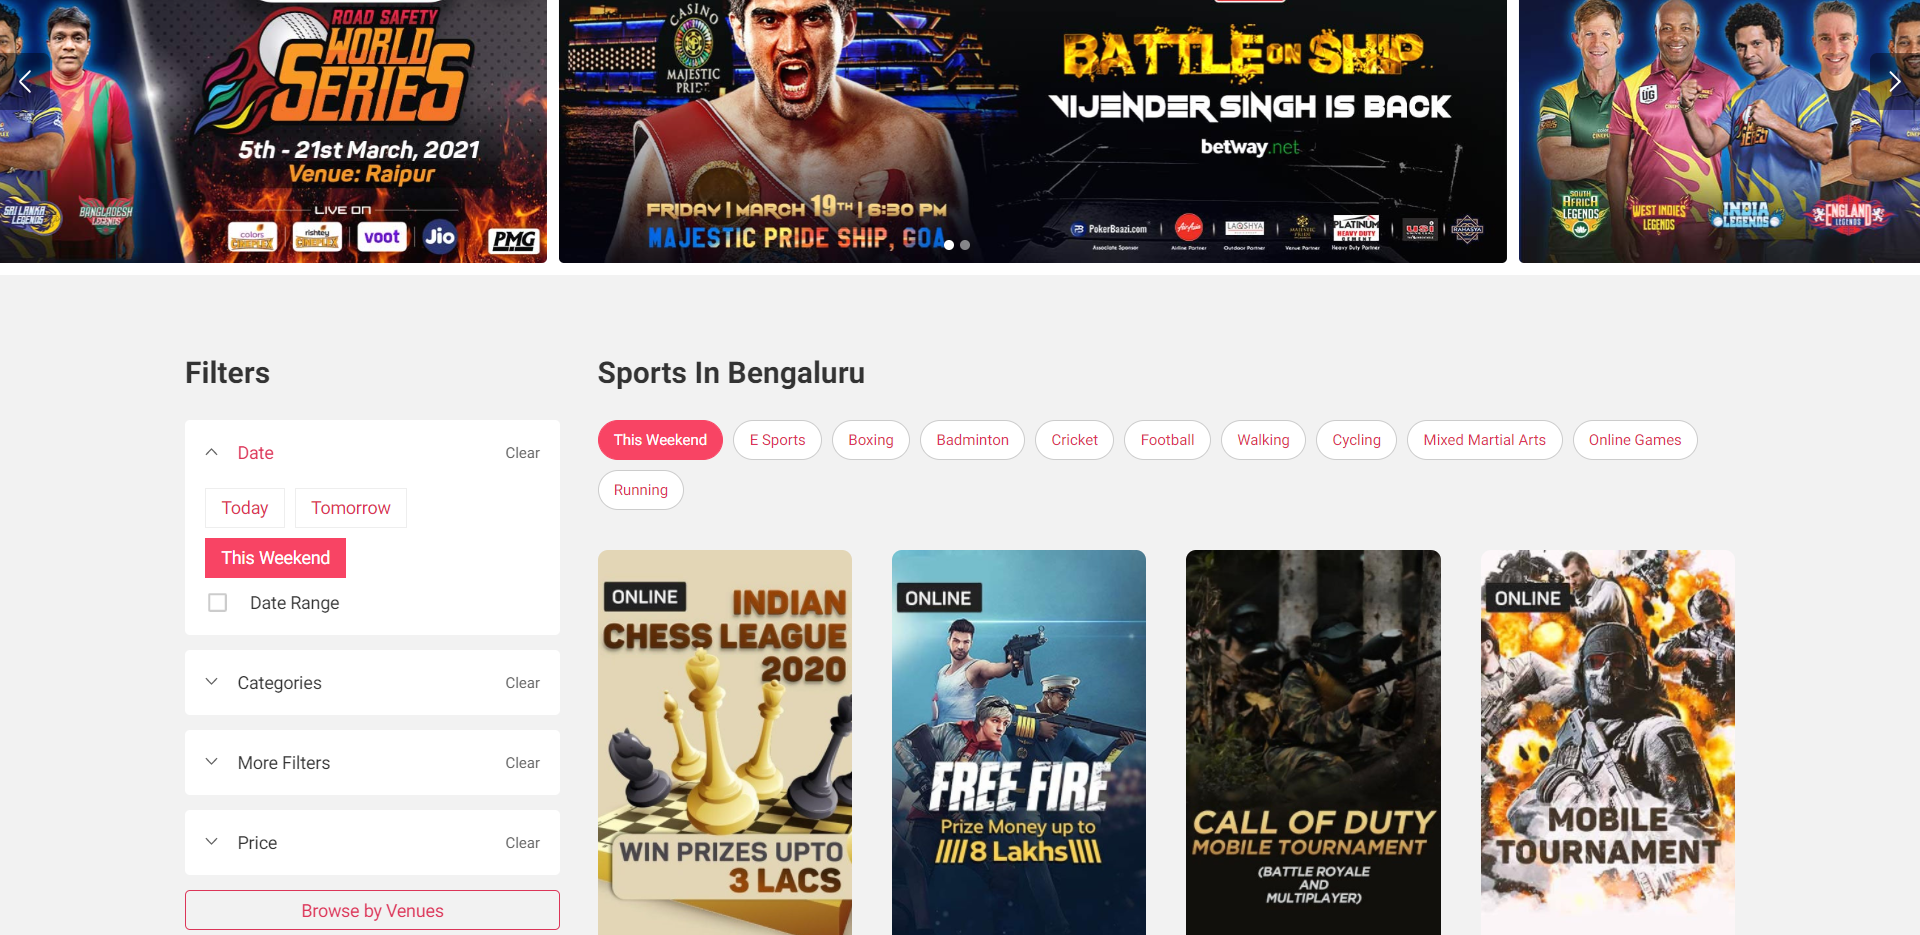 ROAD SAFETY
WORLD
SERIES
5th - 21st March, 2021
Venue: Raipur
LIVE ON
colors
CINEPLEX
rishtey
CINEPLEX
voot
Jio
PMG
SRI LANKA
LEGENDS
BANGLADESH
LEGENDS
CASINO
MAJESTIC
PRIDE
BATTLE ON SHIP
VIJENDER SINGH IS BACK
betway.net
FRIDAY | MARCH 19TH | 6:30 PM
MAJESTIC PRIDE SHIP, GOA
PokerBaazi.com
Associate Sponsor
AirAsia
Airline Partner
LAQSHYA
Outdoor Partner
MAJESTIC
PRIDE
Venue Partner
PLATINUM
HEAVY DUTY
CEMENT
Heavy Duty Partner
USI
RAHASYA
UG
SOUTH
AFRICA
LEGENDS
WEST INDIES
LEGENDS
INDIA
LEGENDS
ENGLAND
LEGENDS
Filters
Date
Clear
Today
Tomorrow
This Weekend
Date Range
Categories
Clear
More Filters
Clear
Price
Clear
Browse by Venues
Sports In Bengaluru
This Weekend
E Sports
Boxing
Badminton
Cricket
Football
Walking
Cycling
Mixed Martial Arts
Online Games
Running
ONLINE
INDIAN
CHESS LEAGUE
2020
WIN PRIZES UPTO
3 LACS
ONLINE
FREE FIRE
Prize Money up to
8 Lakhs
CALL OF DUTY
MOBILE TOURNAMENT
(BATTLE ROYALE
AND
MULTIPLAYER)
ONLINE
MOBILE
TOURNAMENT